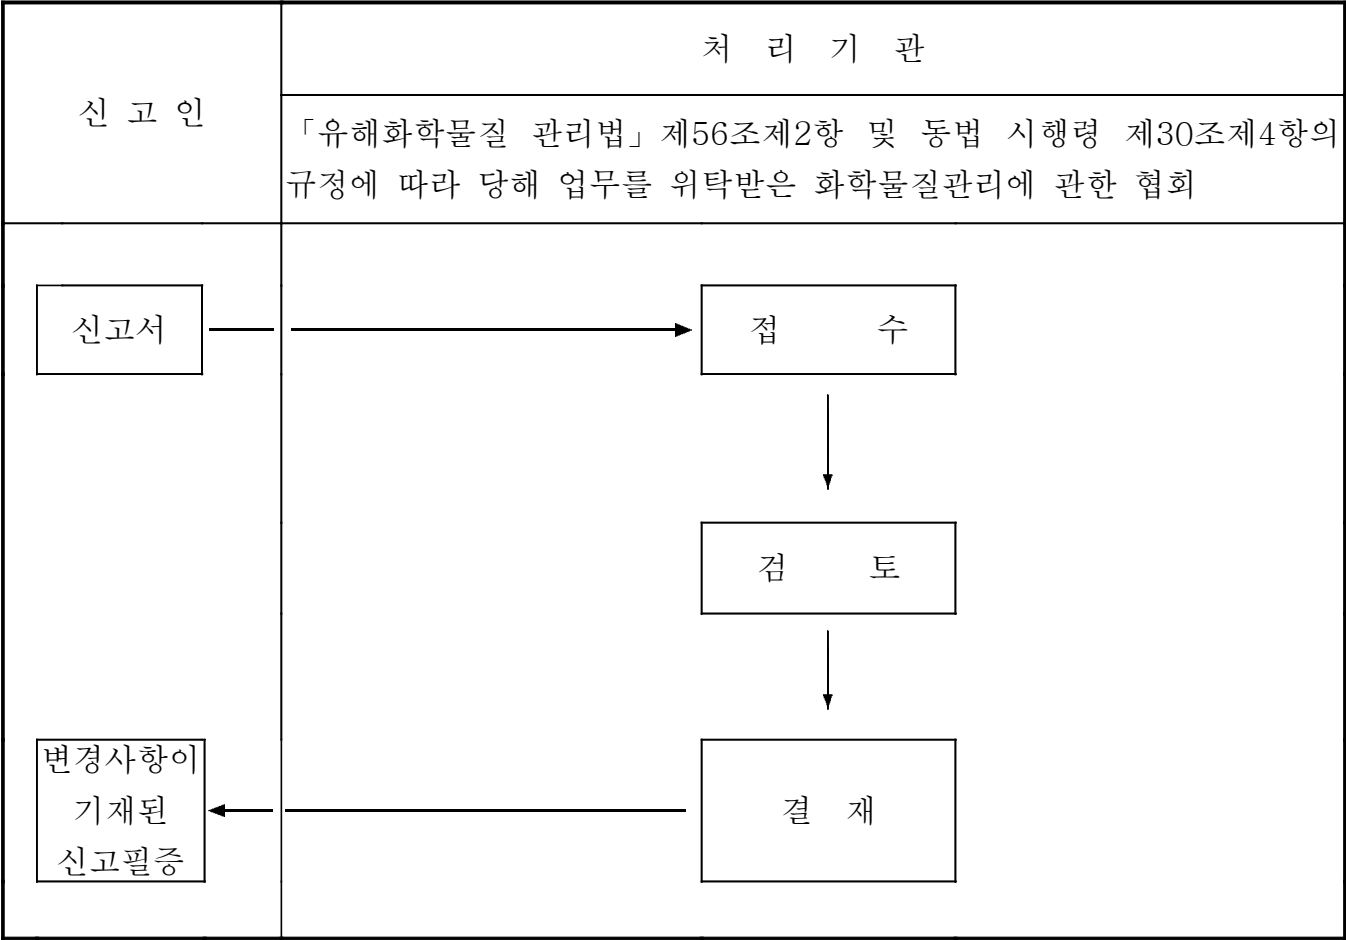 신 고 인
처 리 기 관
「유해화학물질 관리법」제56조제2항 및 동법 시행령 제30조제4항의
규정에 따라 당해 업무를 위탁받은 화학물질관리에 관한 협회
신고서
접 수
검 토
변경사항이
기재된
신고필증
결 재